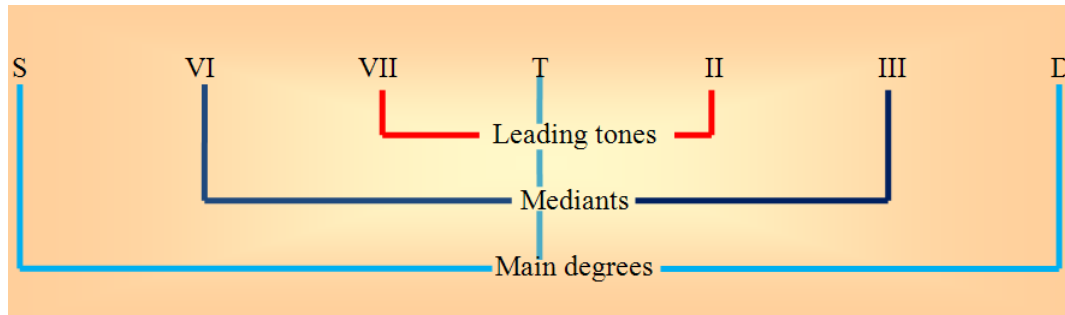 S VI VII T II III D
Leading tones
Mediants
Main degrees